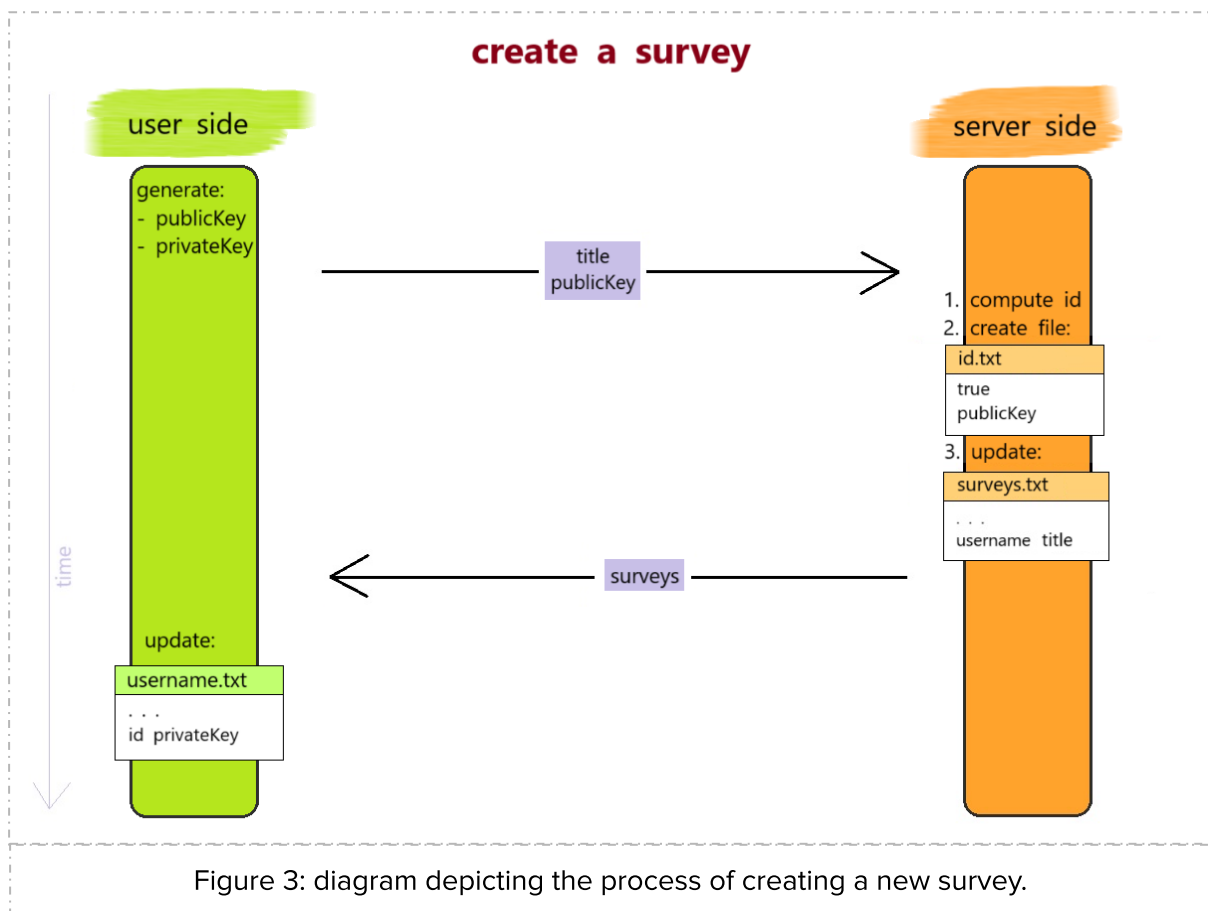 create a survey
user side
server side
generate:
- publicKey
- privateKey
title
publicKey
1. compute id
2. create file:
id.txt
true
publicKey
3. update:
surveys.txt
. . .
username title
surveys
time
update:
username.txt
. . .
id privateKey
Figure 3: diagram depicting the process of creating a new survey.